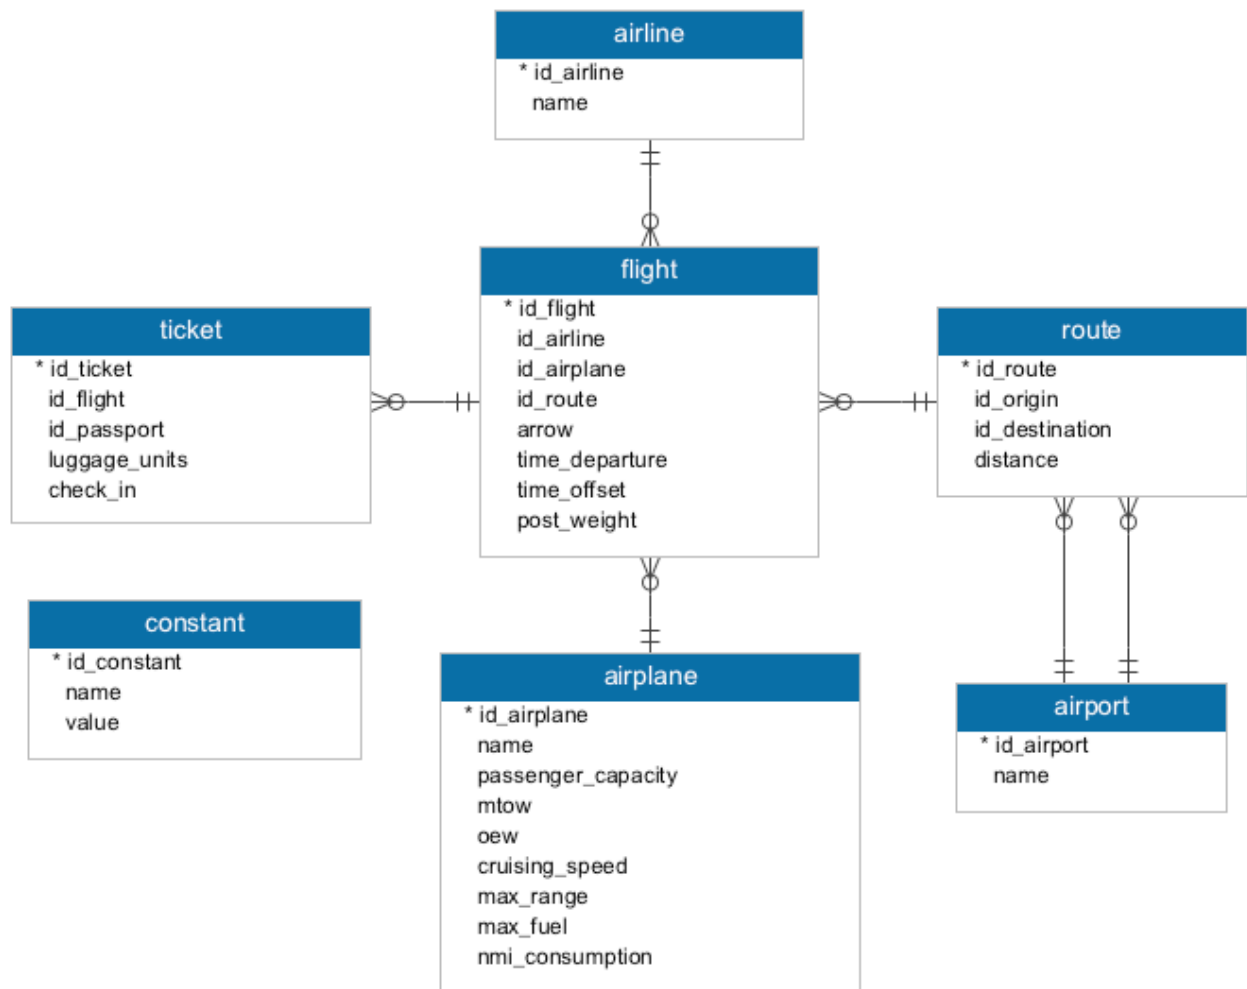 airline
* id_airline
name
flight
* id_flight
id_airline
id_airplane
id_route
arrow
time_departure
time_offset
post_weight
ticket
* id_ticket
id_flight
id_passport
luggage_units
check_in
route
* id_route
id_origin
id_destination
distance
constant
* id_constant
name
value
airplane
* id_airplane
name
passenger_capacity
mtow
oew
cruising_speed
max_range
max_fuel
nmi_consumption
airport
* id_airport
name